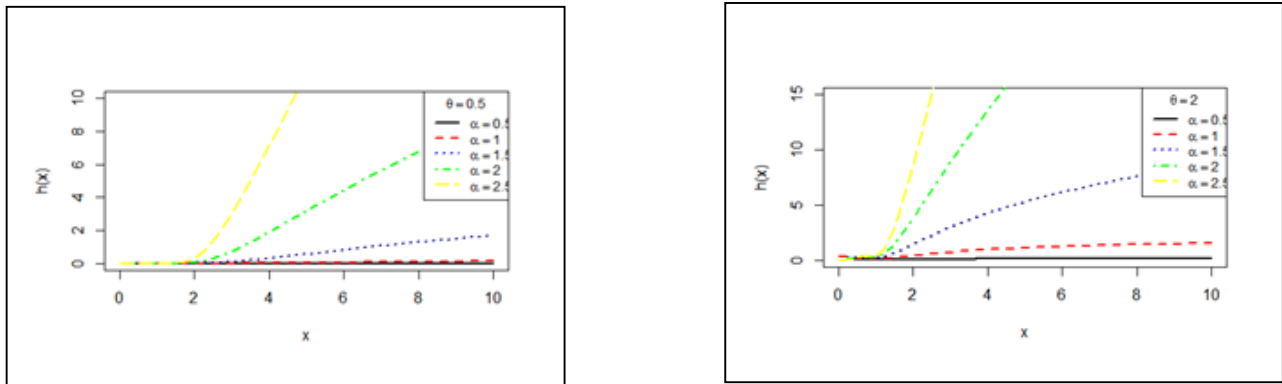 h(x)
10
8
6
4
2
0
0 2 4 6 8 10
x
θ = 0.5
α = 0.5
α = 1
α = 1.5
α = 2
α = 2.5
h(x)
15
10
5
0
0 2 4 6 8 10
x
θ = 2
α = 0.5
α = 1
α = 1.5
α = 2
α = 2.5